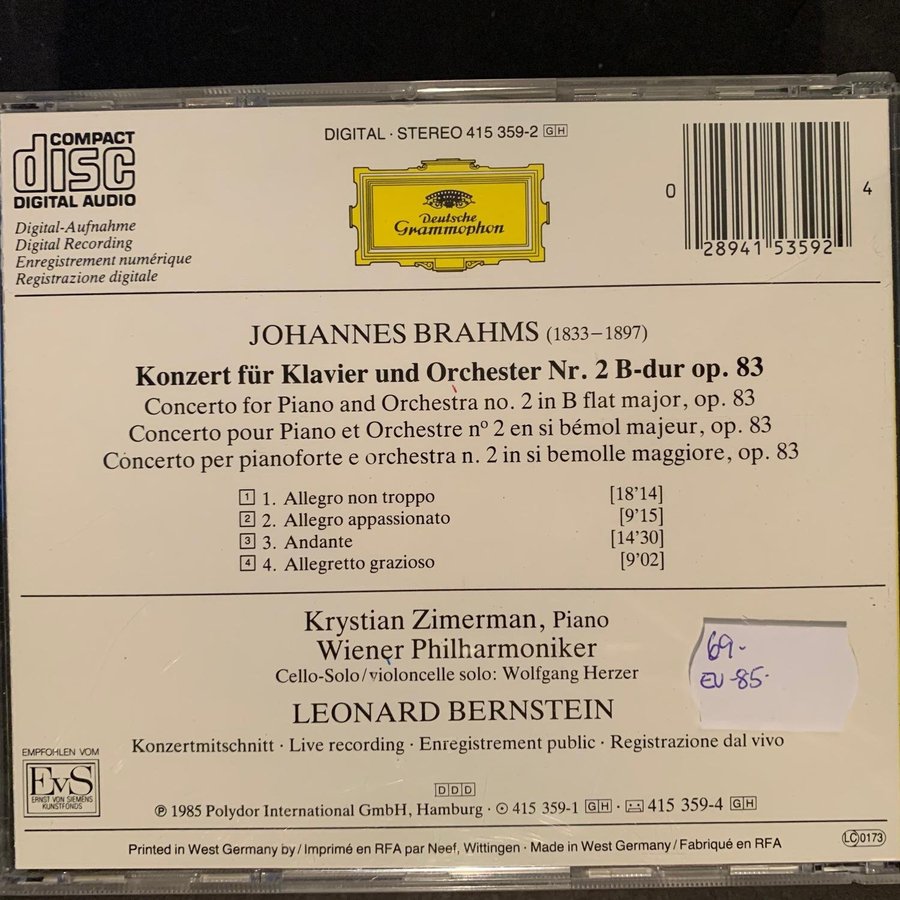 COMPACT
disc
DIGITAL AUDIO
Digital-Aufnahme
Digital Recording
Enregistrement numérique
Registrazione digitale
DIGITAL · STEREO 415 359-2 GH
Deutsche
Grammophon
0 28941 53592 4
JOHANNES BRAHMS (1833–1897)
Konzert für Klavier und Orchester Nr. 2 B-dur op. 83
Concerto for Piano and Orchestra no. 2 in B flat major, op. 83
Concerto pour Piano et Orchestre nº 2 en si bémol majeur, op. 83
Concerto per pianoforte e orchestra n. 2 in si bemolle maggiore, op. 83
1 1. Allegro non troppo [18'14]
2 2. Allegro appassionato [9'15]
3 3. Andante [14'30]
4 4. Allegretto grazioso [9'02]
Krystian Zimerman, Piano
Wiener Philharmoniker
Cello-Solo/violoncelle solo: Wolfgang Herzer
LEONARD BERNSTEIN
Konzertmitschnitt · Live recording · Enregistrement public · Registrazione dal vivo
69.-
EU-85-
EMPFOHLEN VOM
EvS
ERNST VON SIEMENS
KUNSTFONDS
DDD
℗ 1985 Polydor International GmbH, Hamburg · 415 359-1 GH · 415 359-4 GH
Printed in West Germany by / Imprimé en RFA par Neef, Wittingen · Made in West Germany / Fabriqué en RFA
LC 0173